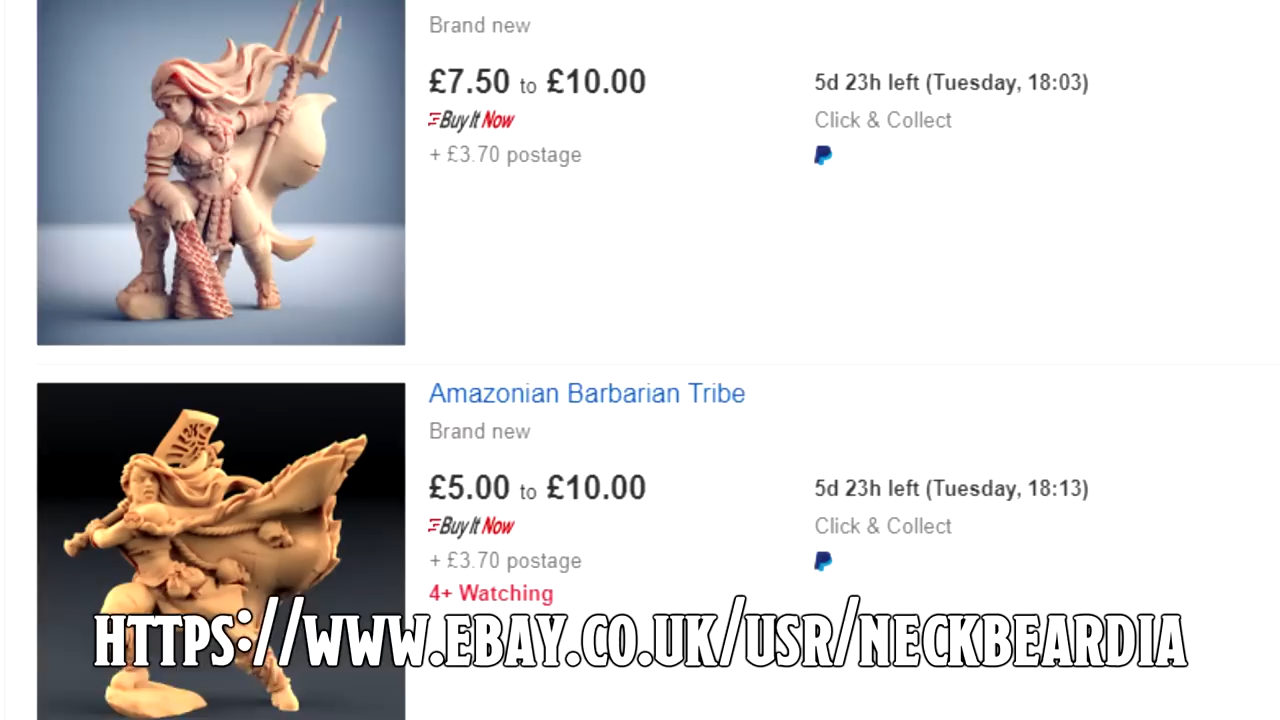 Brand new
£7.50 to £10.00
5d 23h left (Tuesday, 18:03)
Buy It Now
Click & Collect
+ £3.70 postage
Amazonian Barbarian Tribe
Brand new
£5.00 to £10.00
5d 23h left (Tuesday, 18:13)
Buy It Now
Click & Collect
+ £3.70 postage
4+ Watching
HTTPS://WWW.EBAY.CO.UK/USR/NECKBEARDIA